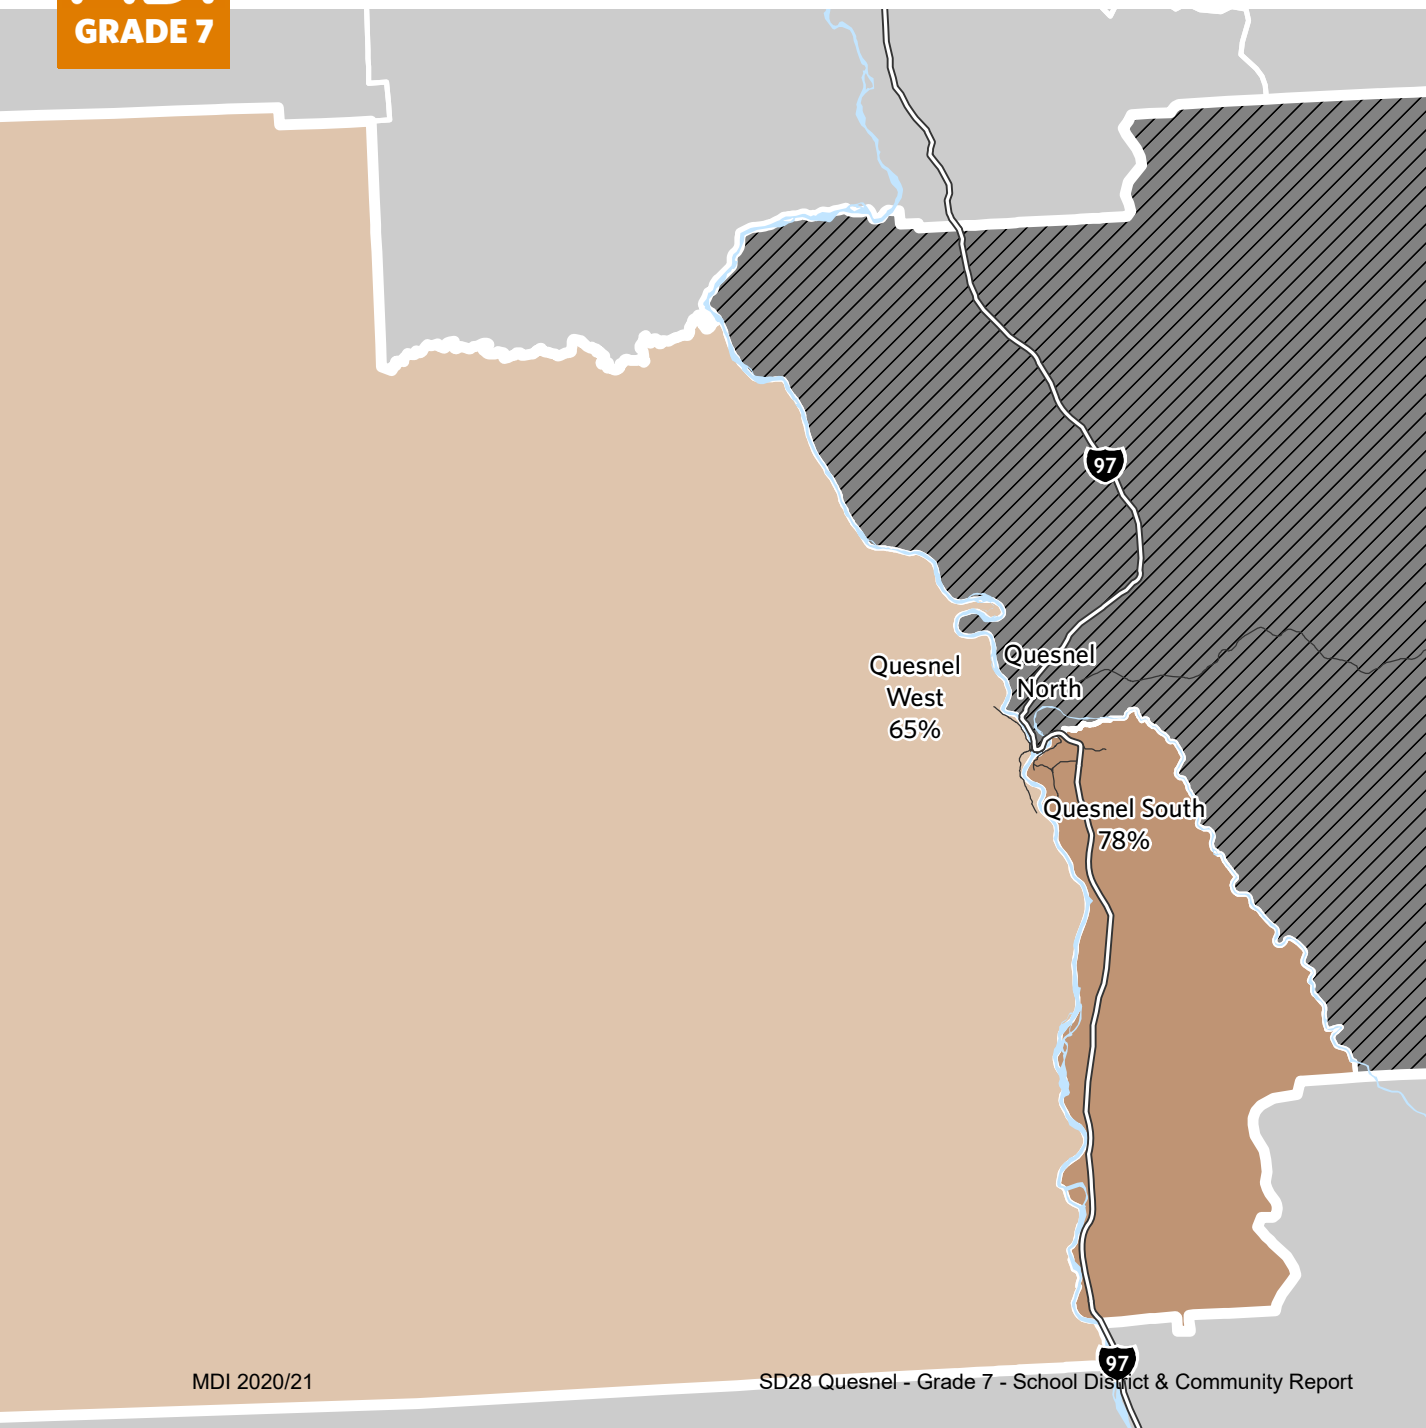 GRADE 7
97
Quesnel
North
Quesnel
West
65%
Quesnel South
78%
97
MDI 2020/21
SD28 Quesnel - Grade 7 - School District & Community Report